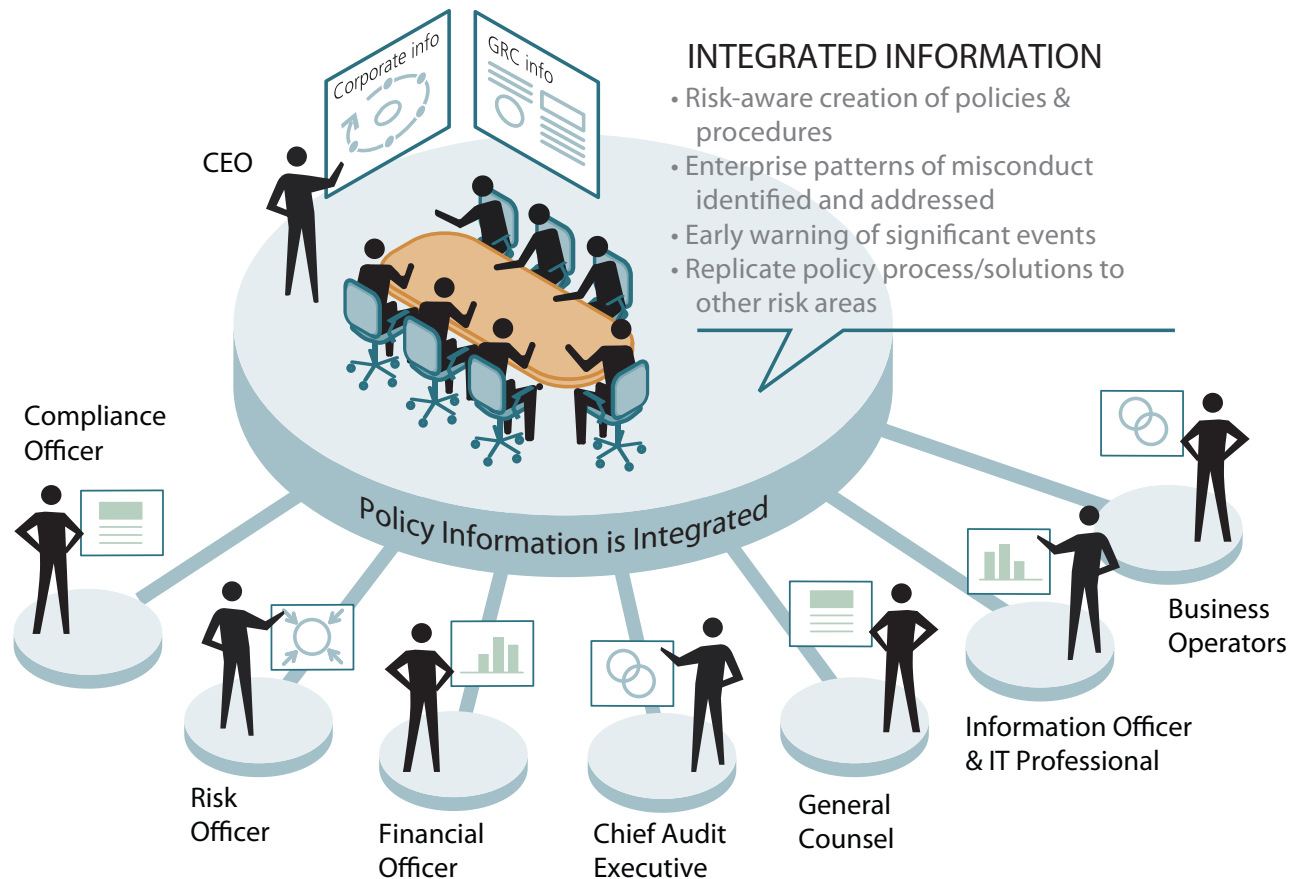 Corporate info
GRC info
INTEGRATED INFORMATION
• Risk-aware creation of policies &
procedures
• Enterprise patterns of misconduct
identified and addressed
• Early warning of significant events
• Replicate policy process/solutions to
other risk areas
CEO
Compliance
Officer
Policy Information is Integrated
Business
Operators
Information Officer
& IT Professional
Risk
Officer
Financial
Officer
Chief Audit
Executive
General
Counsel